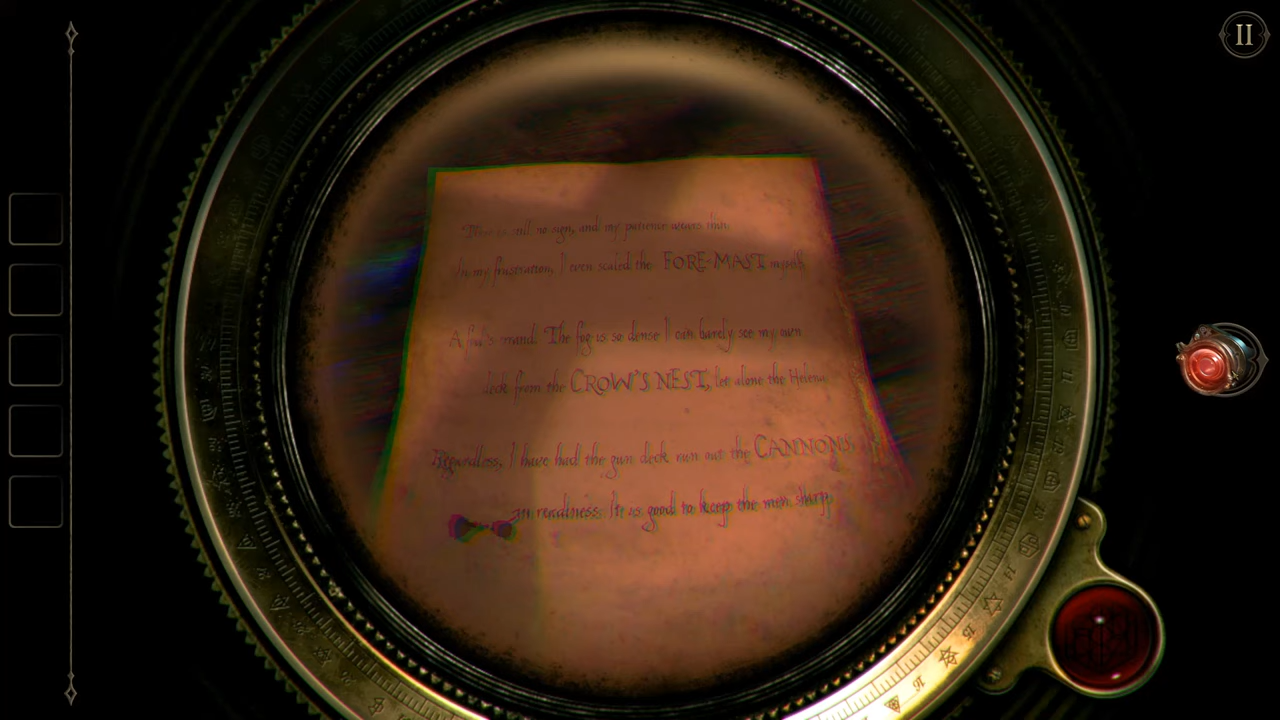 There is still no sign, and my patience wears thin.
In my frustration, I even scaled the FORE-MAST myself.
A fool's errand. The fog is so dense I can barely see my own
deck from the CROW'S NEST, let alone the Helena.
Regardless, I have had the gun deck run out the CANNONS
in readiness. It is good to keep the men sharp.
II